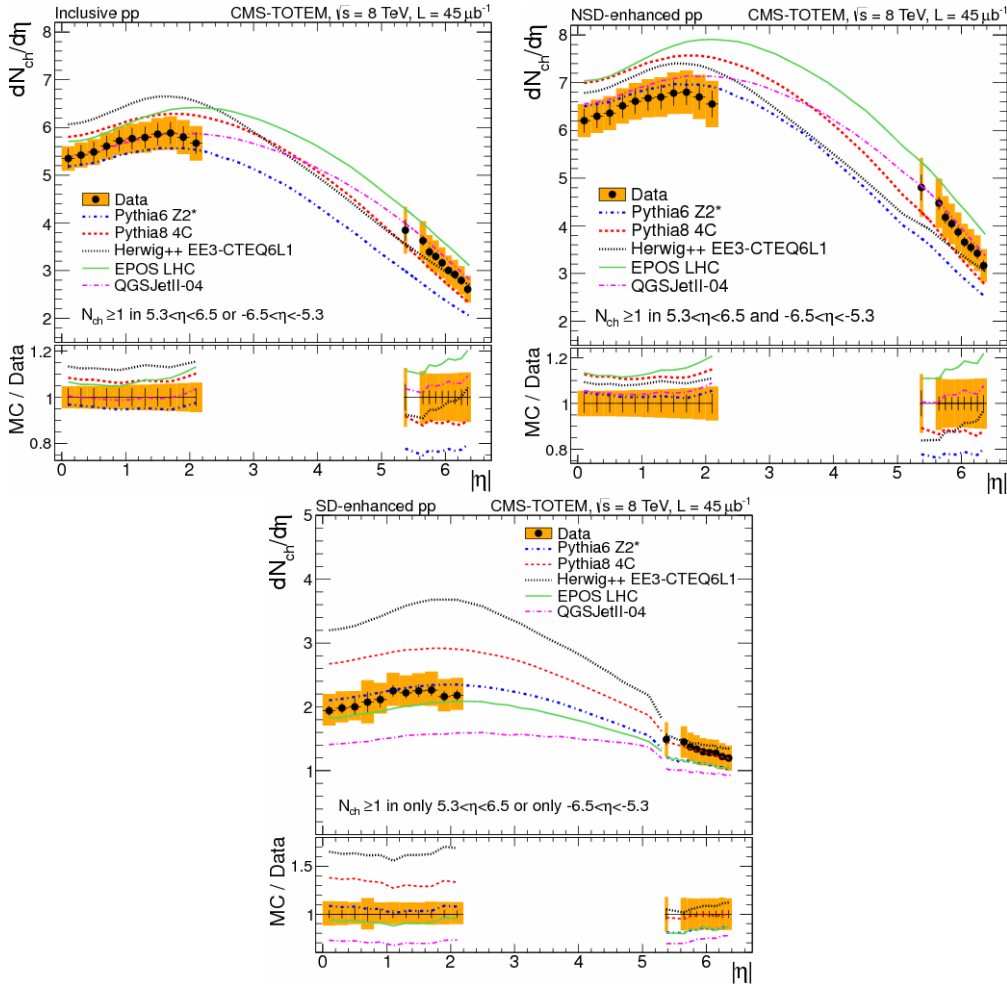 Inclusive pp CMS-TOTEM, √s = 8 TeV, L = 45 μb⁻¹
dN_ch/dη
8
7
6
5
4
3
2
Data
Pythia6 Z2*
Pythia8 4C
Herwig++ EE3-CTEQ6L1
EPOS LHC
QGSJetII-04
N_ch ≥1 in 5.3<η<6.5 or -6.5<η<-5.3
MC / Data
1.2
1
0.8
0 1 2 3 4 5 6
|η|
NSD-enhanced pp CMS-TOTEM, √s = 8 TeV, L = 45 μb⁻¹
dN_ch/dη
8
7
6
5
4
3
2
Data
Pythia6 Z2*
Pythia8 4C
Herwig++ EE3-CTEQ6L1
EPOS LHC
QGSJetII-04
N_ch ≥1 in 5.3<η<6.5 and -6.5<η<-5.3
MC / Data
1.2
1
0.8
0 1 2 3 4 5 6
|η|
SD-enhanced pp CMS-TOTEM, √s = 8 TeV, L = 45 μb⁻¹
dN_ch/dη
5
4
3
2
1
Data
Pythia6 Z2*
Pythia8 4C
Herwig++ EE3-CTEQ6L1
EPOS LHC
QGSJetII-04
N_ch ≥1 in only 5.3<η<6.5 or only -6.5<η<-5.3
MC / Data
1.5
1
0 1 2 3 4 5 6
|η|